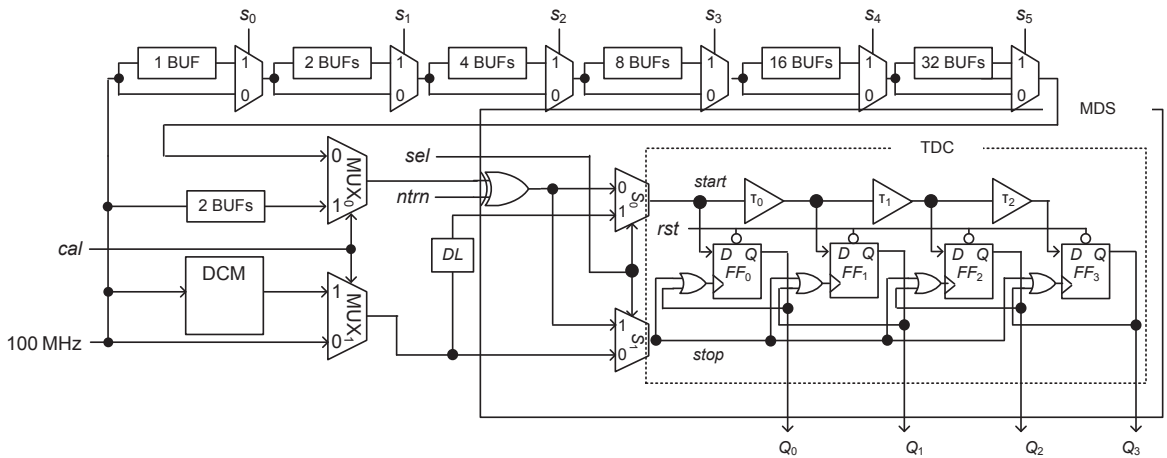 s0 s1 s2 s3 s4 s5
1 BUF 1 2 BUFs 1 4 BUFs 1 8 BUFs 1 16 BUFs 1 32 BUFs 1
0 0 0 0 0 0
MDS
TDC
0 MUX0 sel start
2 BUFs 1 ntrn 0 S0 τ0 τ1 τ2
1
cal DL rst
D Q D Q D Q D Q
DCM FF0 FF1 FF2 FF3
1 MUX1 1 S1
100 MHz 0 0 stop
Q0 Q1 Q2 Q3